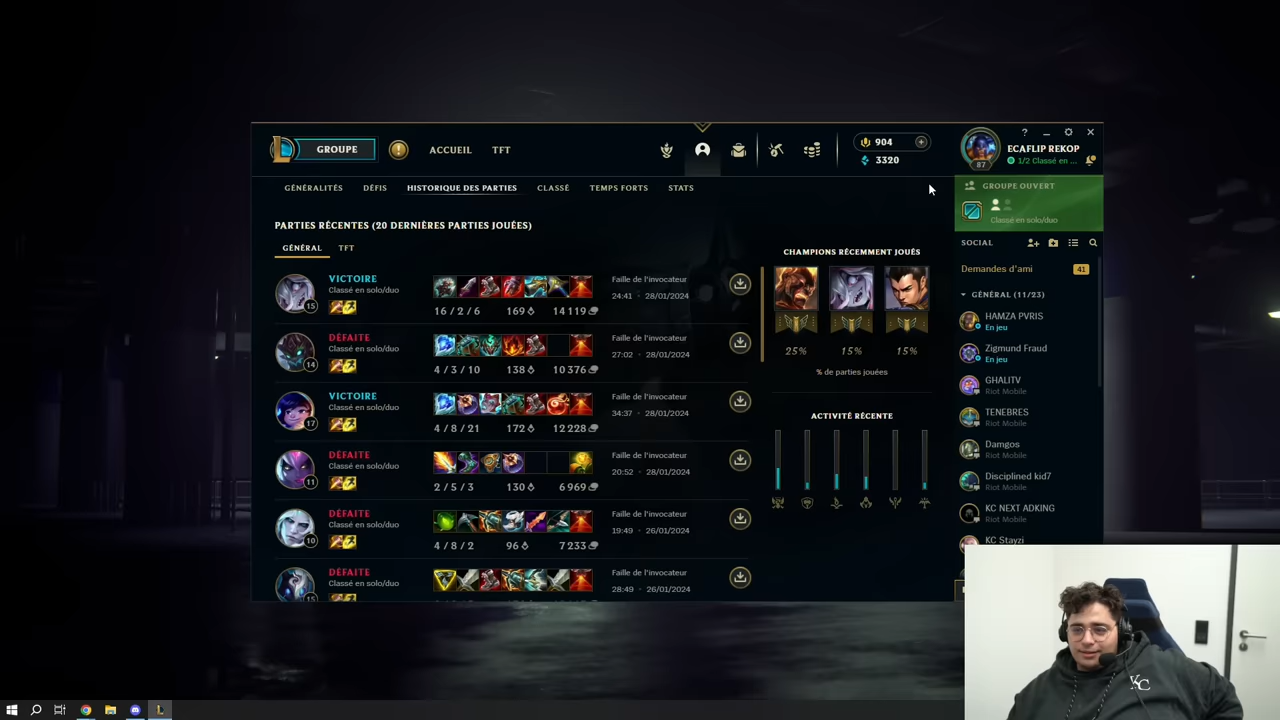 GROUPE
ACCUEIL
TFT
904
3320
87
ECAFLIP REKOP
1/2 Classé en ...
GÉNÉRALITÉS
DÉFIS
HISTORIQUE DES PARTIES
CLASSÉ
TEMPS FORTS
STATS
GROUPE OUVERT
Classé en solo/duo
SOCIAL
Demandes d'ami
41
GÉNÉRAL (11/23)
HAMZA PVRIS
En jeu
Zigmund Fraud
En jeu
GHALITV
Riot Mobile
TENEBRES
Riot Mobile
Damgos
Riot Mobile
Disciplined kid7
Riot Mobile
KC NEXT ADKING
KC Stayzi
PARTIES RÉCENTES (20 DERNIÈRES PARTIES JOUÉES)
GÉNÉRAL
TFT
VICTOIRE
Classé en solo/duo
15
16 / 2 / 6
169
14 119
Faille de l'invocateur
24:41 · 28/01/2024
DÉFAITE
Classé en solo/duo
14
4 / 3 / 10
138
10 376
Faille de l'invocateur
27:02 · 28/01/2024
VICTOIRE
Classé en solo/duo
17
4 / 8 / 21
172
12 228
Faille de l'invocateur
34:37 · 28/01/2024
DÉFAITE
Classé en solo/duo
11
2 / 5 / 3
130
6 969
Faille de l'invocateur
20:52 · 28/01/2024
DÉFAITE
Classé en solo/duo
10
4 / 8 / 2
96
7 233
Faille de l'invocateur
19:49 · 26/01/2024
DÉFAITE
Classé en solo/duo
15
Faille de l'invocateur
28:49 · 26/01/2024
CHAMPIONS RÉCEMMENT JOUÉS
25%
15%
15%
% de parties jouées
ACTIVITÉ RÉCENTE
KC